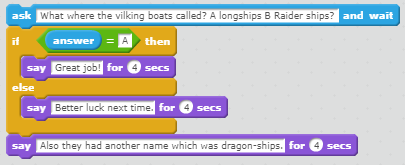 ask What where the vilking boats called? A longships B Raider ships? and wait
if answer = A then
say Great job! for 4 secs
else
say Better luck next time. for 4 secs
say Also they had another name which was dragon-ships. for 4 secs